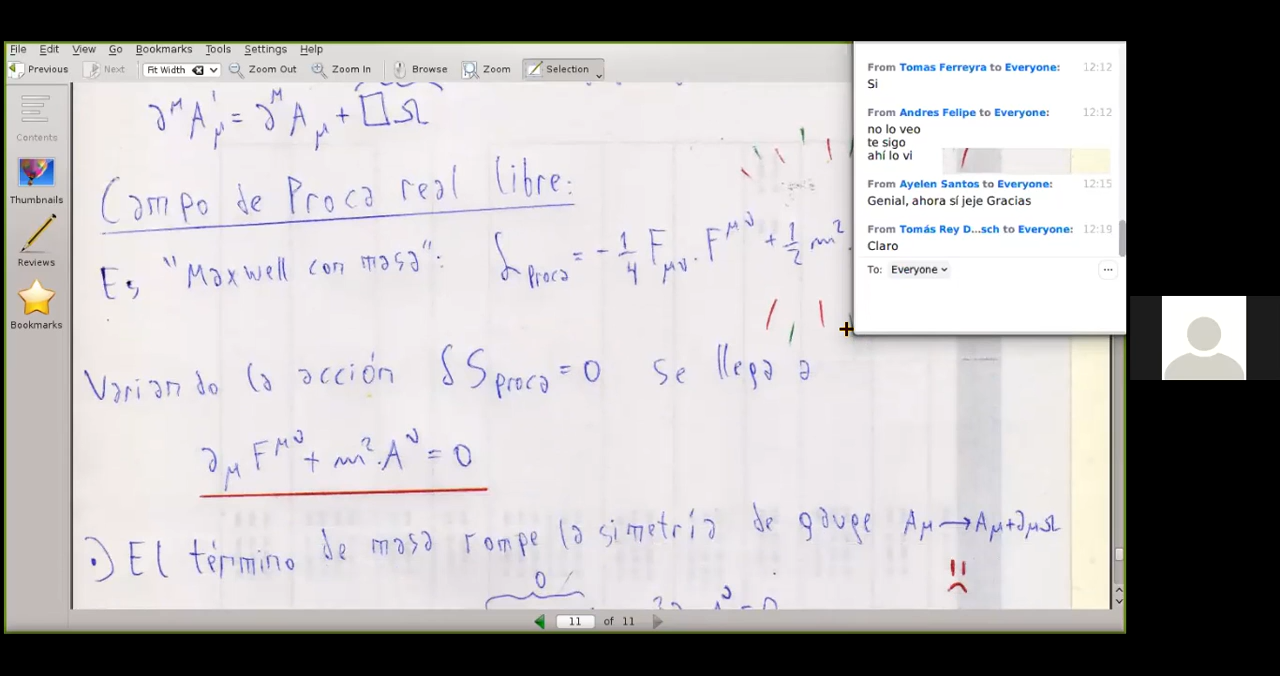 File Edit View Go Bookmarks Tools Settings Help
Previous Next Fit Width Zoom Out Zoom In Browse Zoom Selection
Contents
Thumbnails
Reviews
Bookmarks
∂^μ A'_μ = ∂^μ A_μ + □Ω
Campo de Proca real libre:
Es "Maxwell con masa": ℒ_Proca = -1/4 F_μν . F^μν + 1/2 m²
Variando la acción δS_proca = 0 se llega a
∂_μ F^μν + m² . A^ν = 0
•) El término de masa rompe la simetría de gauge A_μ → A_μ + ∂_μ Ω
0
11 of 11
From Tomas Ferreyra to Everyone: 12:12
Si
From Andres Felipe to Everyone: 12:12
no lo veo
te sigo
ahí lo vi
From Ayelen Santos to Everyone: 12:15
Genial, ahora sí jeje Gracias
From Tomás Rey D...sch to Everyone: 12:19
Claro
To: Everyone